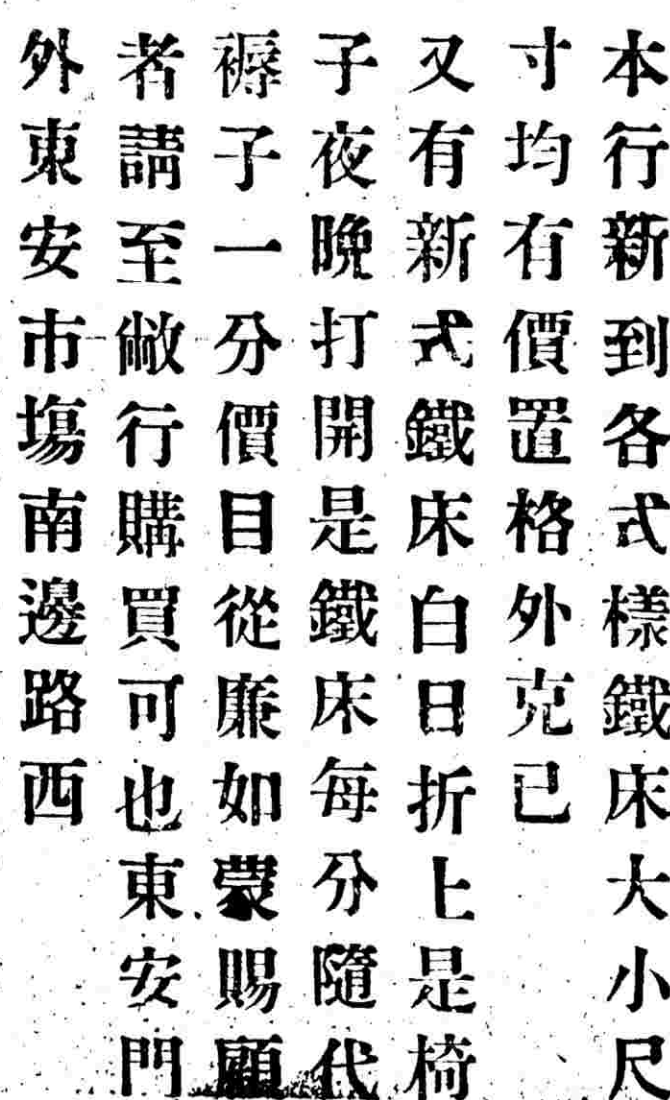 本行新到各式樣鐵床大小尺
寸均有價置格外克己
又有新式鐵床白日折上是椅
子夜晚打開是鐵床每分隨代
褥子一分價目從廉如蒙賜顧
者請至敝行購買可也東安門
外東安市塲南邊路西